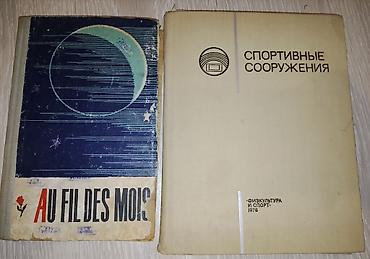 AU FIL DES MOIS
СПОРТИВНЫЕ
СООРУЖЕНИЯ
·ФИЗКУЛЬТУРА
И СПОРТ·
1976